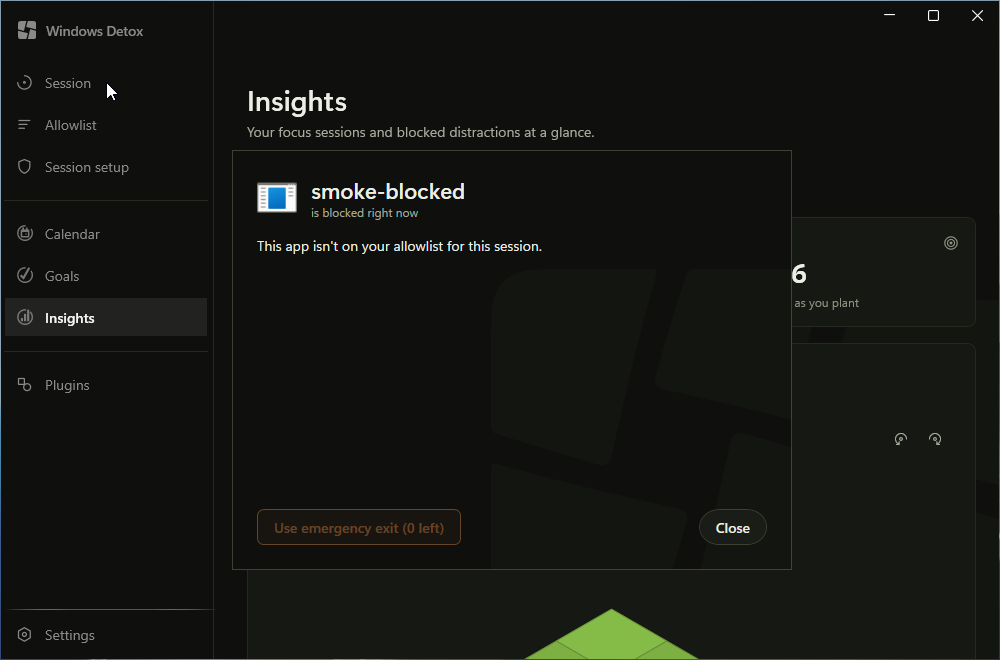 Windows Detox
Session
Allowlist
Session setup
Calendar
Goals
Insights
Plugins
Settings
Insights
Your focus sessions and blocked distractions at a glance.
smoke-blocked
is blocked right now
This app isn't on your allowlist for this session.
Use emergency exit (0 left)
Close
6
as you plant